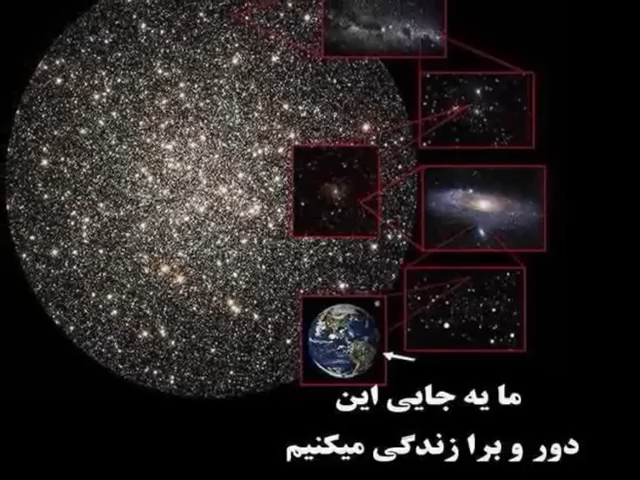 ما یه جایی این
دور و برا زندگی میکنیم